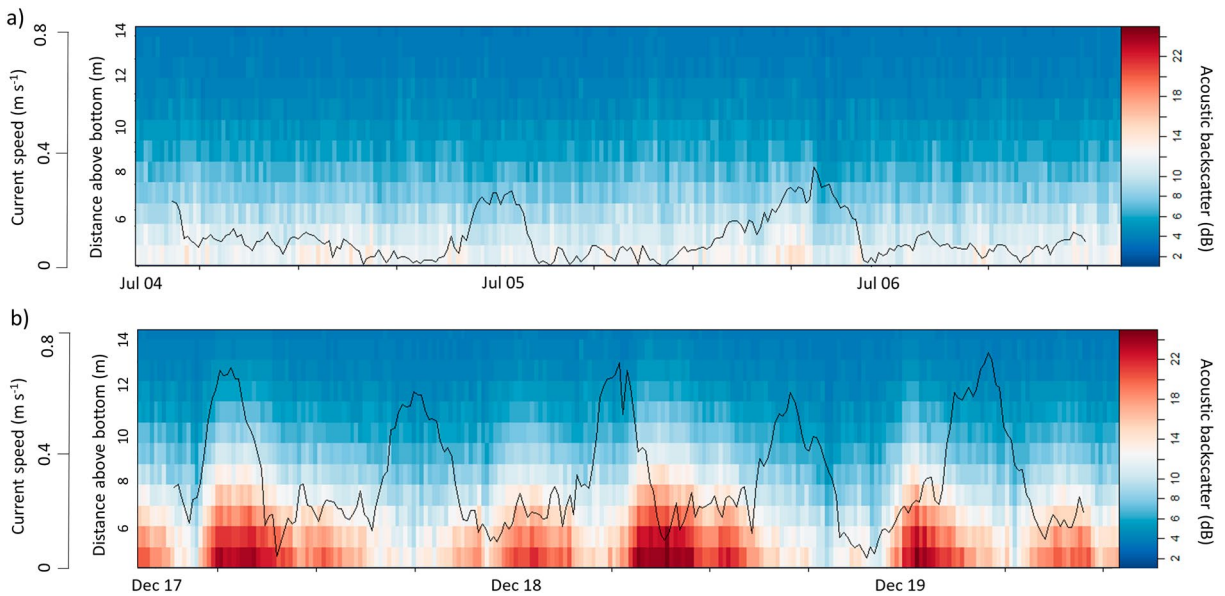 a)
Current speed (m s⁻¹)
0.8
0.4
0
Distance above bottom (m)
14
12
10
8
6
Jul 04
Jul 05
Jul 06
22
18
14
10
8
6
4
2
Acoustic backscatter (dB)
b)
Current speed (m s⁻¹)
0.8
0.4
0
Distance above bottom (m)
14
12
10
8
6
Dec 17
Dec 18
Dec 19
22
18
14
10
8
6
4
2
Acoustic backscatter (dB)